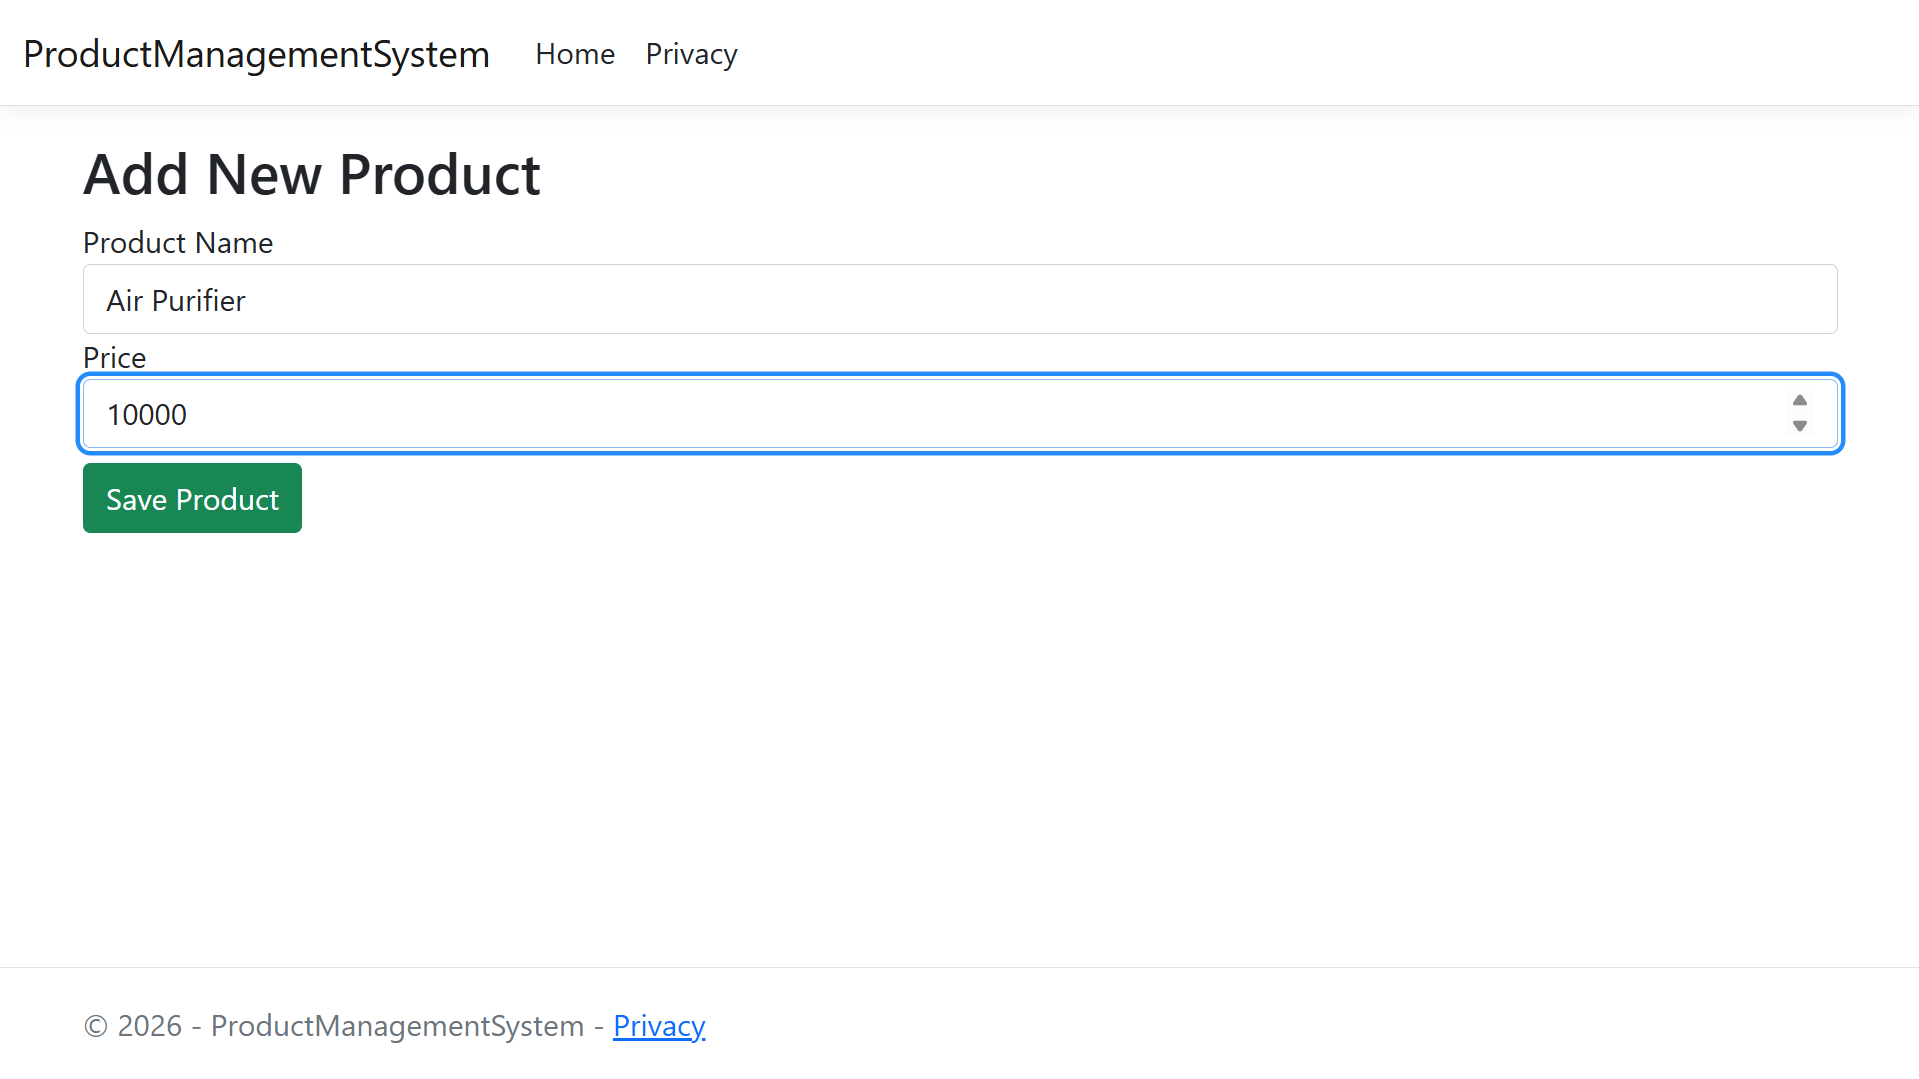 ProductManagementSystem Home Privacy
Add New Product
Product Name
Air Purifier
Price
10000
Save Product
© 2026 - ProductManagementSystem - Privacy